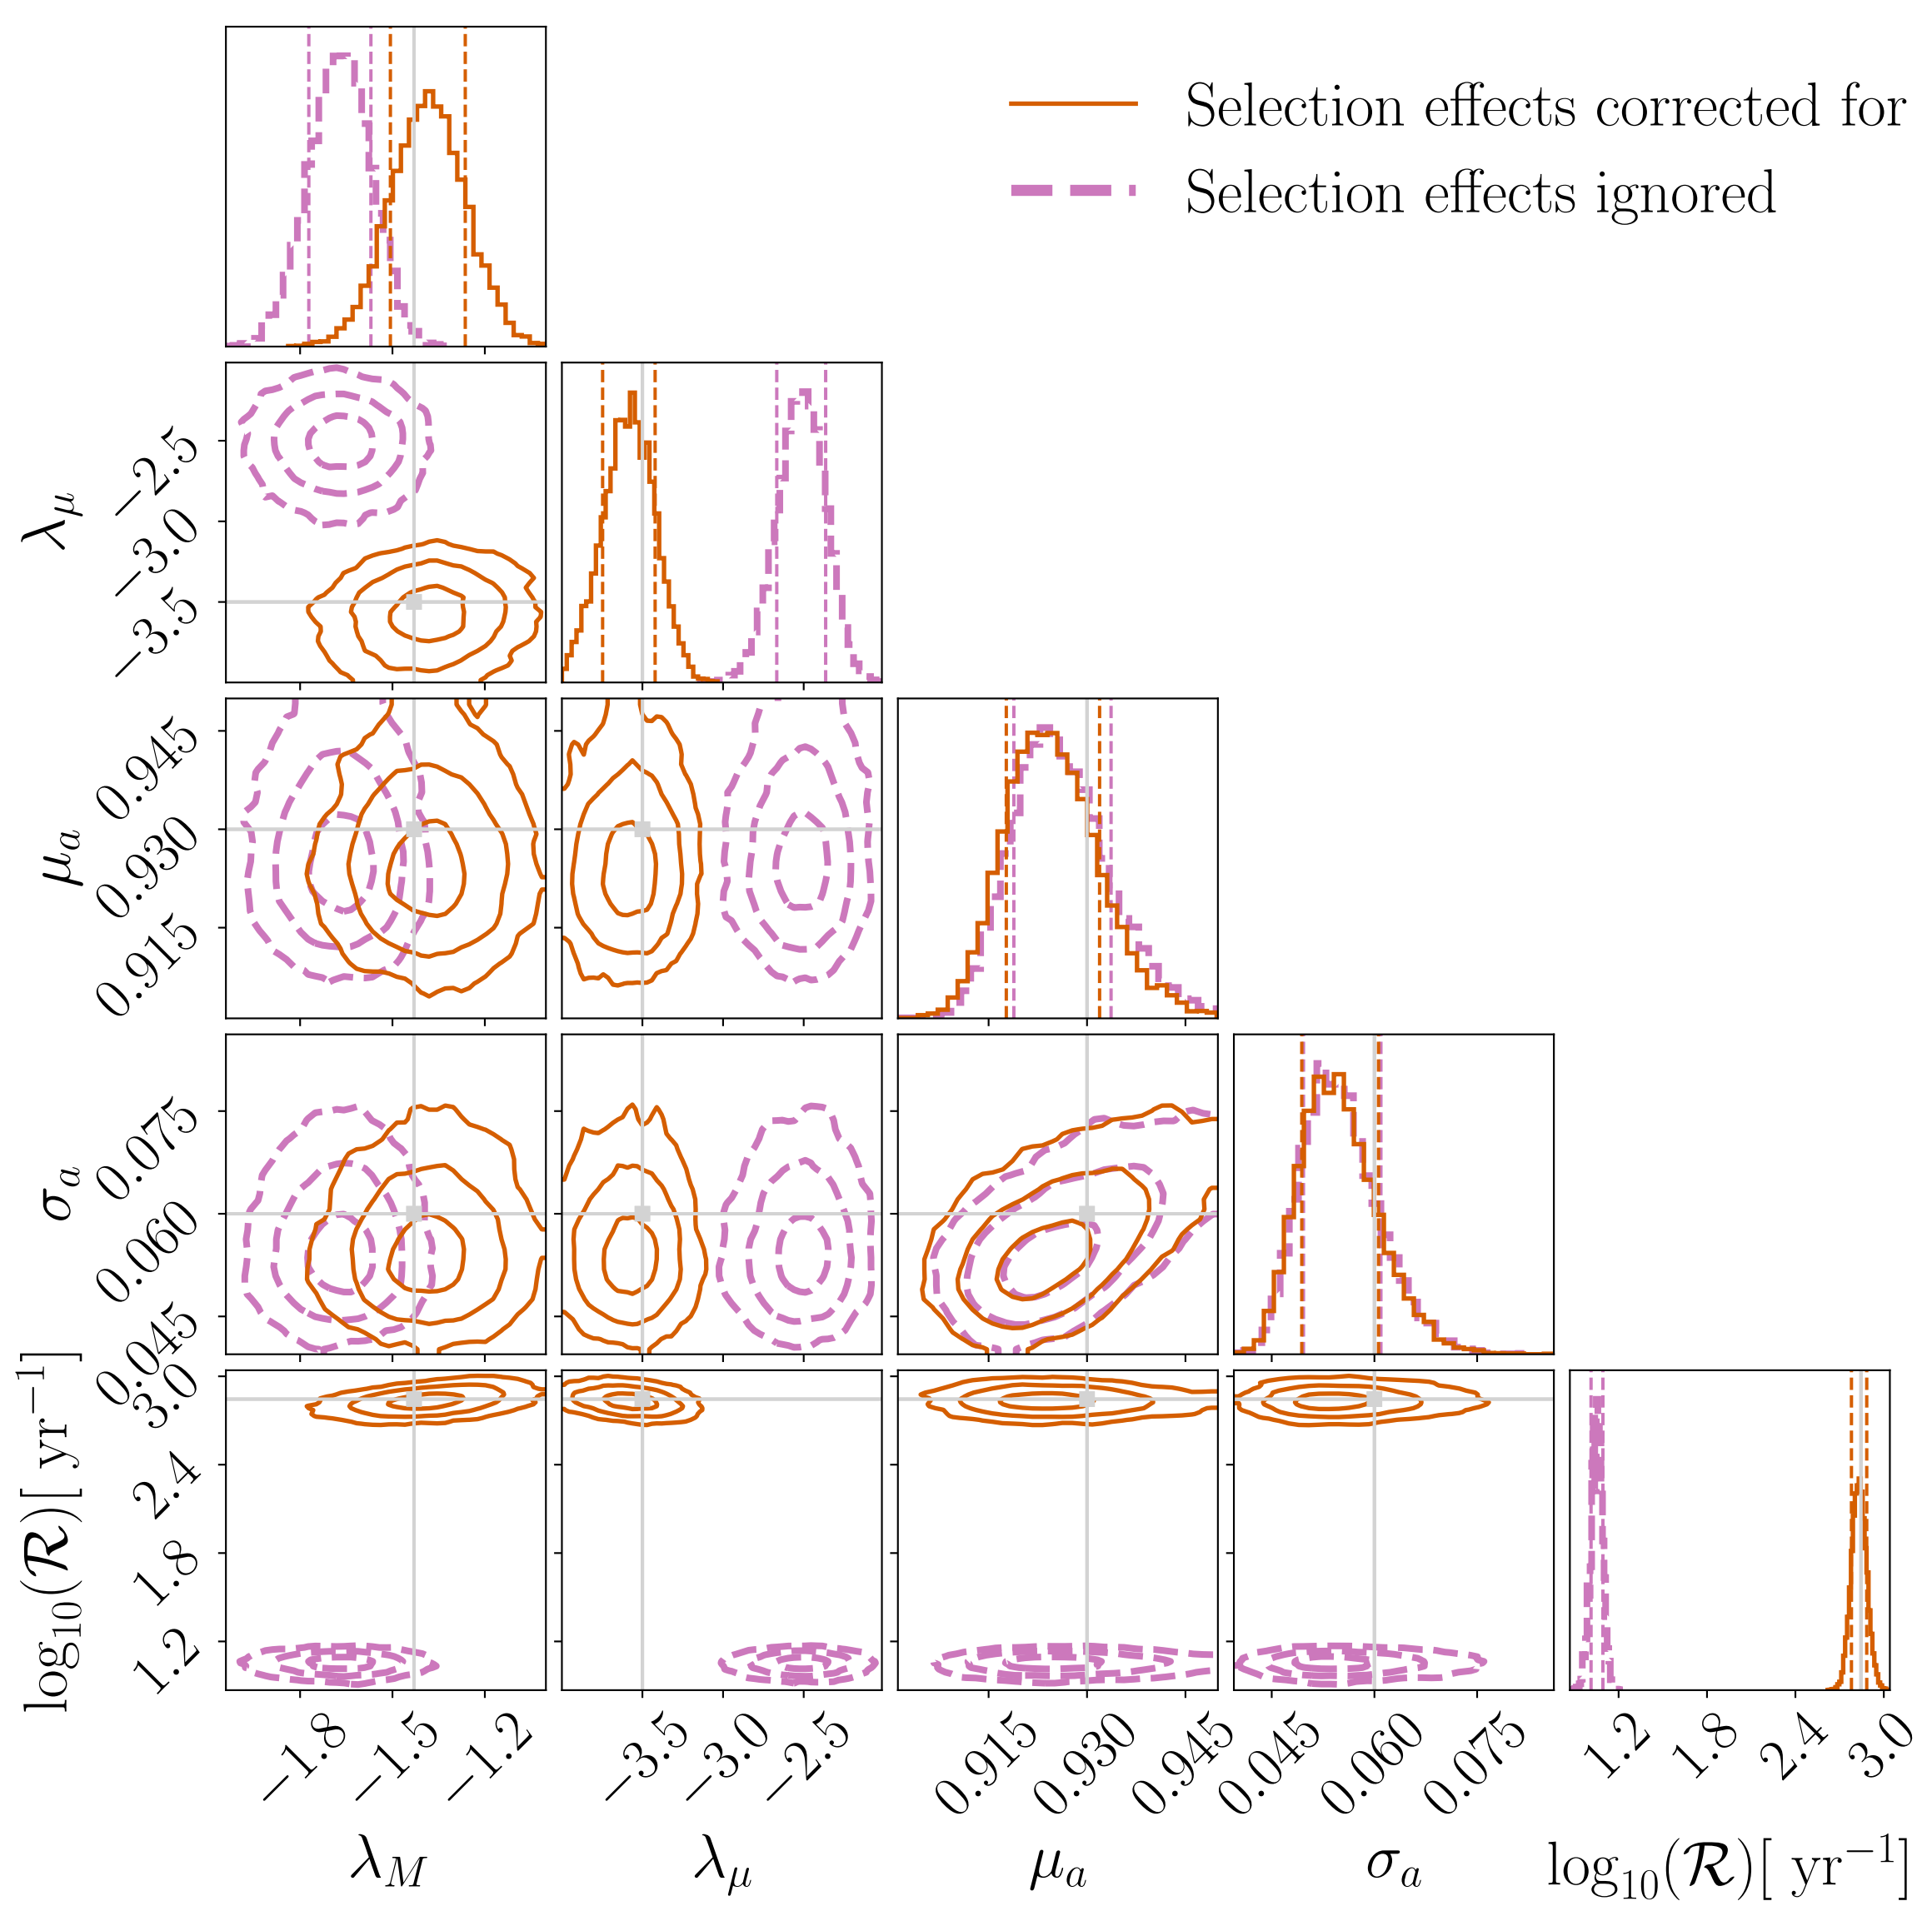 Selection effects corrected for
Selection effects ignored
λ_μ
−2.5
−3.0
−3.5
μ_a
0.945
0.930
0.915
σ_a
0.075
0.060
0.045
log₁₀(ℛ)[ yr⁻¹]
3.0
2.4
1.8
1.2
−1.8 −1.5 −1.2 −3.5 −3.0 −2.5 0.915 0.930 0.945 0.045 0.060 0.075 1.2 1.8 2.4 3.0
λ_M λ_μ μ_a σ_a log₁₀(ℛ)[ yr⁻¹]